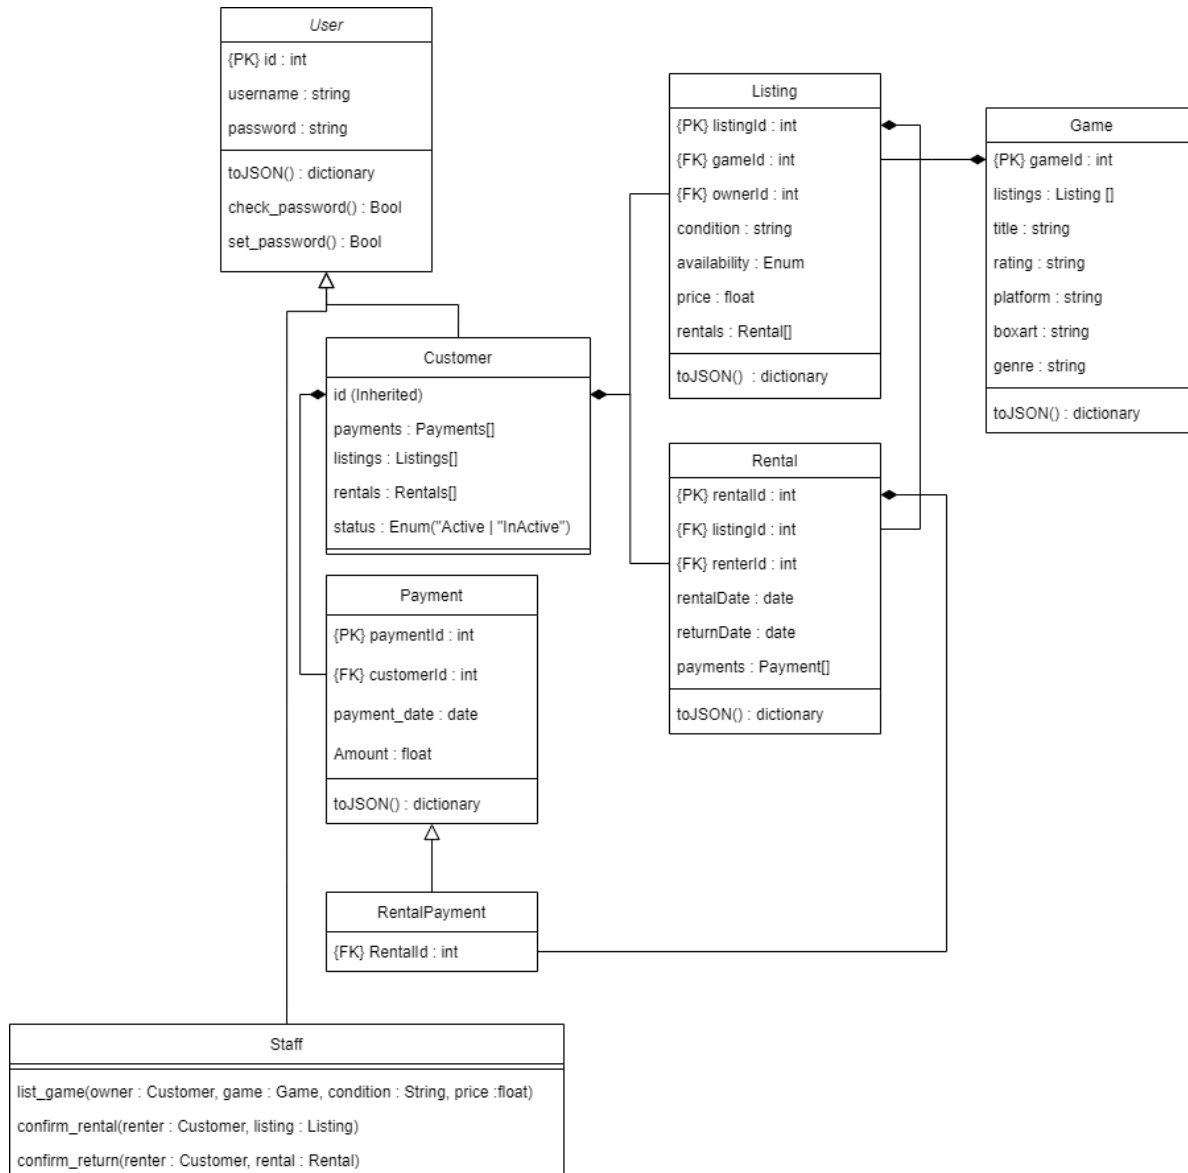 User
{PK} id : int
username : string
password : string
toJSON() : dictionary
check_password() : Bool
set_password() : Bool
Listing
{PK} listingId : int
{FK} gameId : int
{FK} ownerId : int
condition : string
availability : Enum
price : float
rentals : Rental[]
toJSON()  : dictionary
Game
{PK} gameId : int
listings : Listing []
title : string
rating : string
platform : string
boxart : string
genre : string
toJSON() : dictionary
Customer
id (Inherited)
payments : Payments[]
listings : Listings[]
rentals : Rentals[]
status : Enum("Active | "InActive")
Rental
{PK} rentalId : int
{FK} listingId : int
{FK} renterId : int
rentalDate : date
returnDate : date
payments : Payment[]
toJSON() : dictionary
Payment
{PK} paymentId : int
{FK} customerId : int
payment_date : date
Amount : float
toJSON() : dictionary
RentalPayment
{FK} RentalId : int
Staff
list_game(owner : Customer, game : Game, condition : String, price :float)
confirm_rental(renter : Customer, listing : Listing)
confirm_return(renter : Customer, rental : Rental)